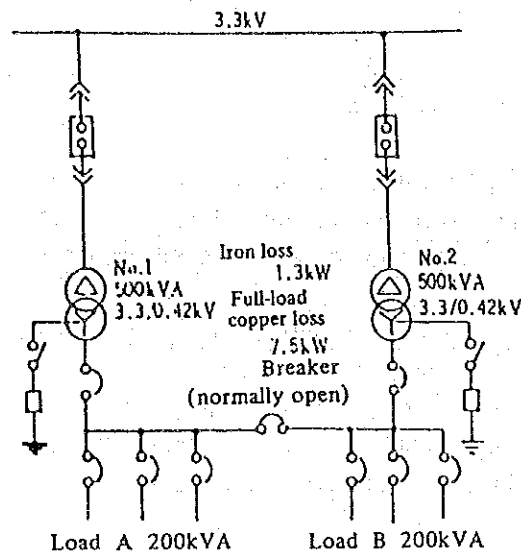 3.3kV
No.1
500kVA
3.3/0.42kV
Iron loss
1.3kW
Full-load
copper loss
7.5kW
Breaker
(normally open)
No.2
500kVA
3.3/0.42kV
Load A 200kVA
Load B 200kVA